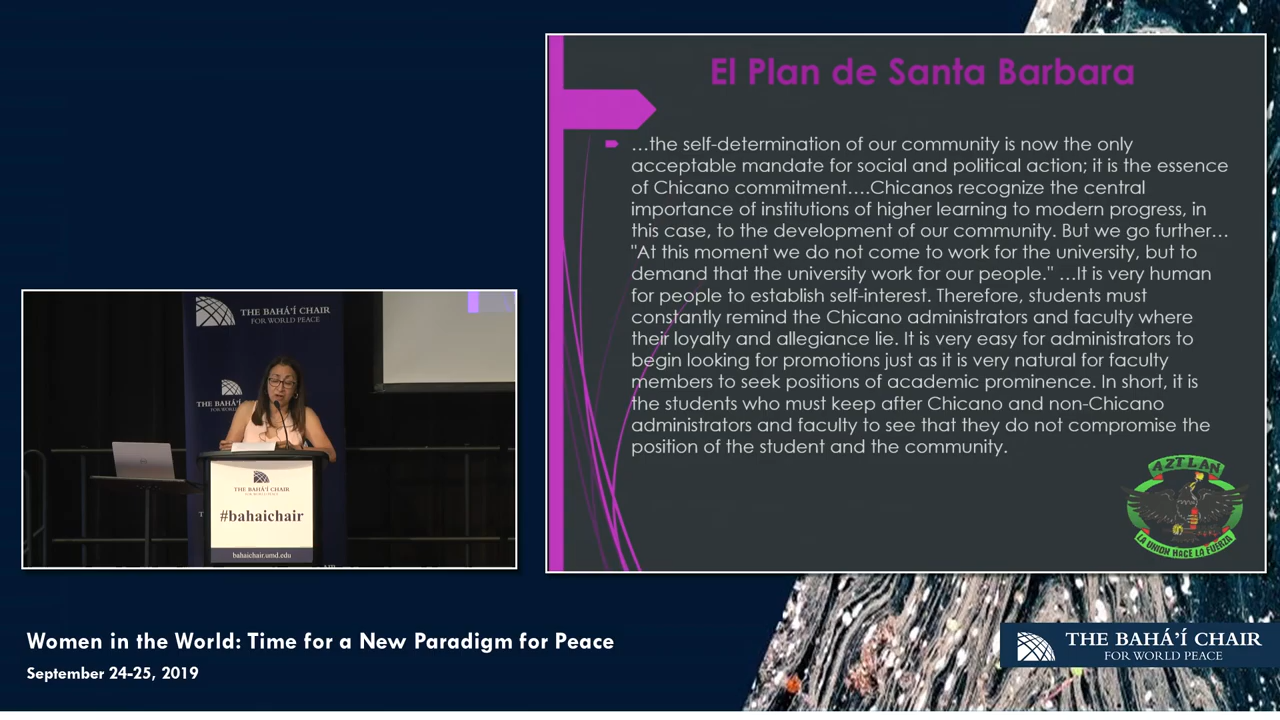 El Plan de Santa Barbara
…the self-determination of our community is now the only
acceptable mandate for social and political action; it is the essence
of Chicano commitment….Chicanos recognize the central
importance of institutions of higher learning to modern progress, in
this case, to the development of our community. But we go further…
"At this moment we do not come to work for the university, but to
demand that the university work for our people." …It is very human
for people to establish self-interest. Therefore, students must
constantly remind the Chicano administrators and faculty where
their loyalty and allegiance lie. It is very easy for administrators to
begin looking for promotions just as it is very natural for faculty
members to seek positions of academic prominence. In short, it is
the students who must keep after Chicano and non-Chicano
administrators and faculty to see that they do not compromise the
position of the student and the community.
AZTLAN
LA UNION HACE LA FUERZA
THE BAHÁ'Í CHAIR
FOR WORLD PEACE
THE BAHÁ'Í
THE BAHÁ'Í CHAIR
FOR WORLD PEACE
#bahaichair
bahaichair.umd.edu
Women in the World: Time for a New Paradigm for Peace
September 24-25, 2019
THE BAHÁ'Í CHAIR
FOR WORLD PEACE